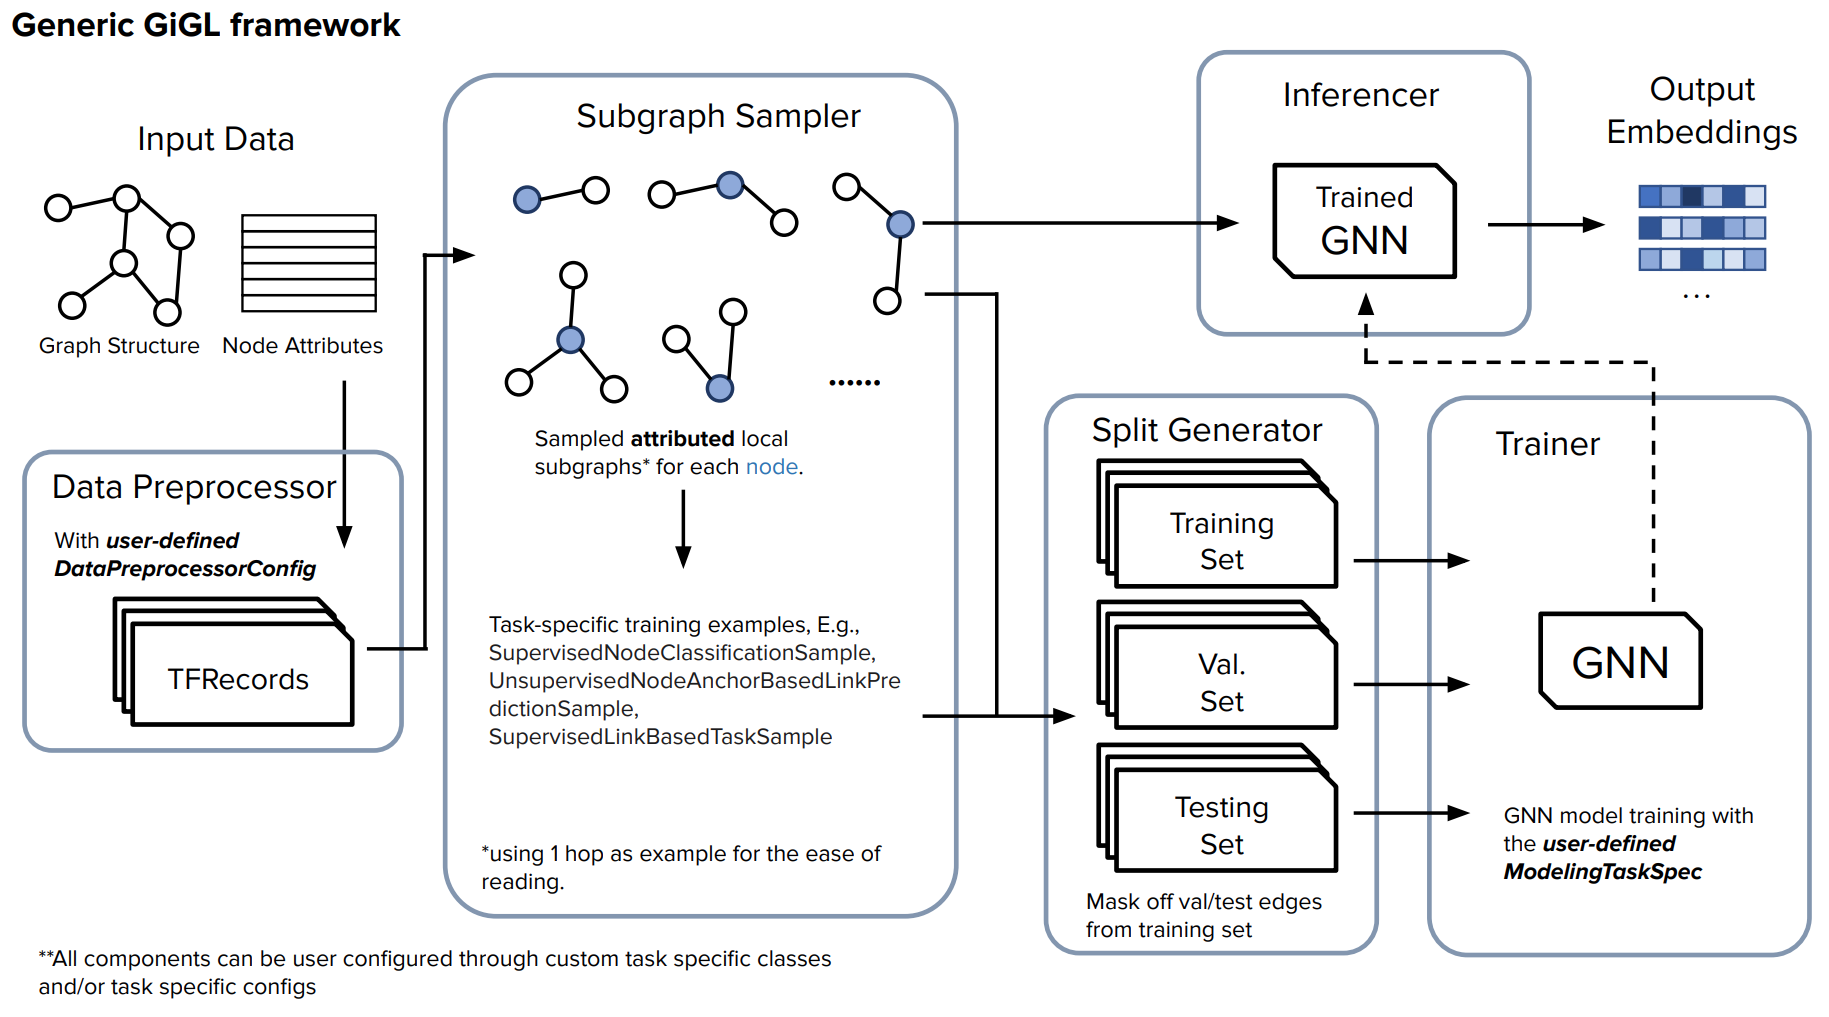 Generic GiGL framework
Input Data
Graph Structure
Node Attributes
Data Preprocessor
With user-defined
DataPreprocessorConfig
TFRecords
Subgraph Sampler
......
Sampled attributed local
subgraphs* for each node.
Task-specific training examples, E.g.,
SupervisedNodeClassificationSample,
UnsupervisedNodeAnchorBasedLinkPre
dictionSample,
SupervisedLinkBasedTaskSample
*using 1 hop as example for the ease of
reading.
Inferencer
Trained
GNN
Output
Embeddings
...
Split Generator
Training
Set
Val.
Set
Testing
Set
Mask off val/test edges
from training set
Trainer
GNN
GNN model training with
the user-defined
ModelingTaskSpec
**All components can be user configured through custom task specific classes
and/or task specific configs